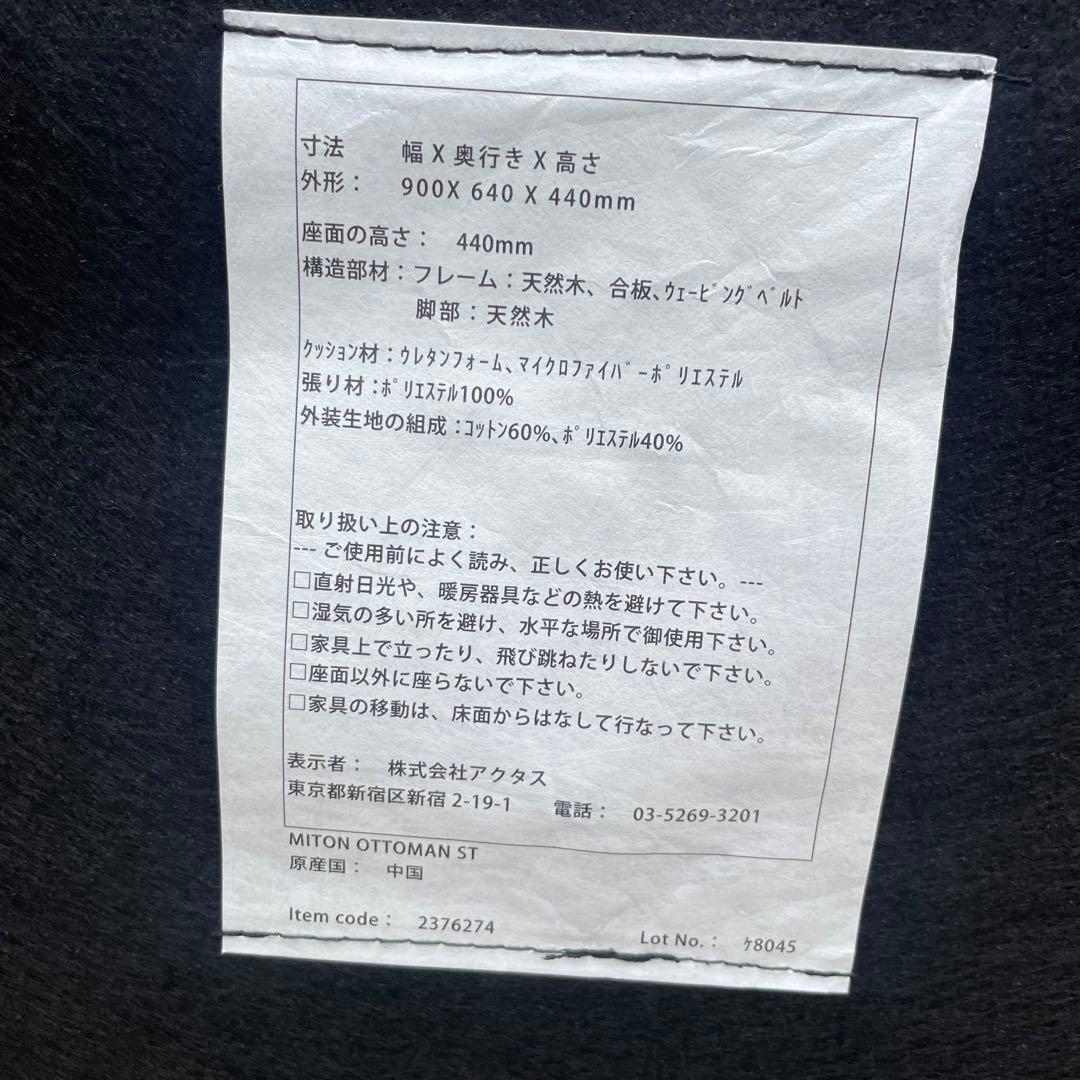 寸法 幅 X 奥行き X 高さ
外形： 900X 640 X 440mm
座面の高さ： 440mm
構造部材：フレーム：天然木、合板、ｳｪｰﾋﾞﾝｸﾞﾍﾞﾙﾄ
脚部：天然木
ｸｯｼｮﾝ材：ｳﾚﾀﾝﾌｫｰﾑ、ﾏｲｸﾛﾌｧｲﾊﾞｰﾎﾟﾘｴｽﾃﾙ
張り材：ﾎﾟﾘｴｽﾃﾙ100%
外装生地の組成：ｺｯﾄﾝ60%、ﾎﾟﾘｴｽﾃﾙ40%
取り扱い上の注意：
--- ご使用前によく読み、正しくお使い下さい。---
□直射日光や、暖房器具などの熱を避けて下さい。
□湿気の多い所を避け、水平な場所で御使用下さい。
□家具上で立ったり、飛び跳ねたりしないで下さい。
□座面以外に座らないで下さい。
□家具の移動は、床面からはなして行なって下さい。
表示者： 株式会社アクタス
東京都新宿区新宿 2-19-1 電話： 03-5269-3201
MITON OTTOMAN ST
原産国： 中国
Item code： 2376274
Lot No.： ｹ8045